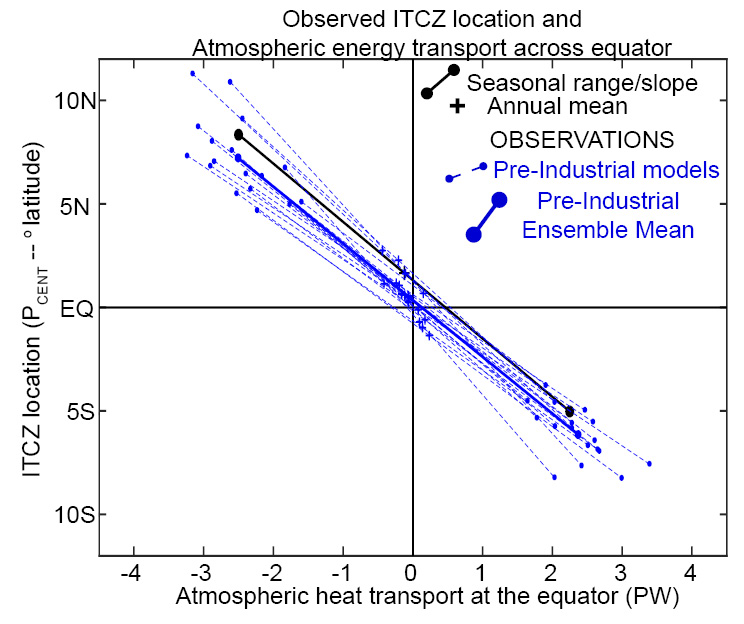 Observed ITCZ location and
Atmospheric energy transport across equator
Seasonal range/slope
Annual mean
OBSERVATIONS
Pre-Industrial models
Pre-Industrial
Ensemble Mean
10N
5N
EQ
5S
10S
ITCZ location (PCENT -- º latitude)
-4 -3 -2 -1 0 1 2 3 4
Atmospheric heat transport at the equator (PW)